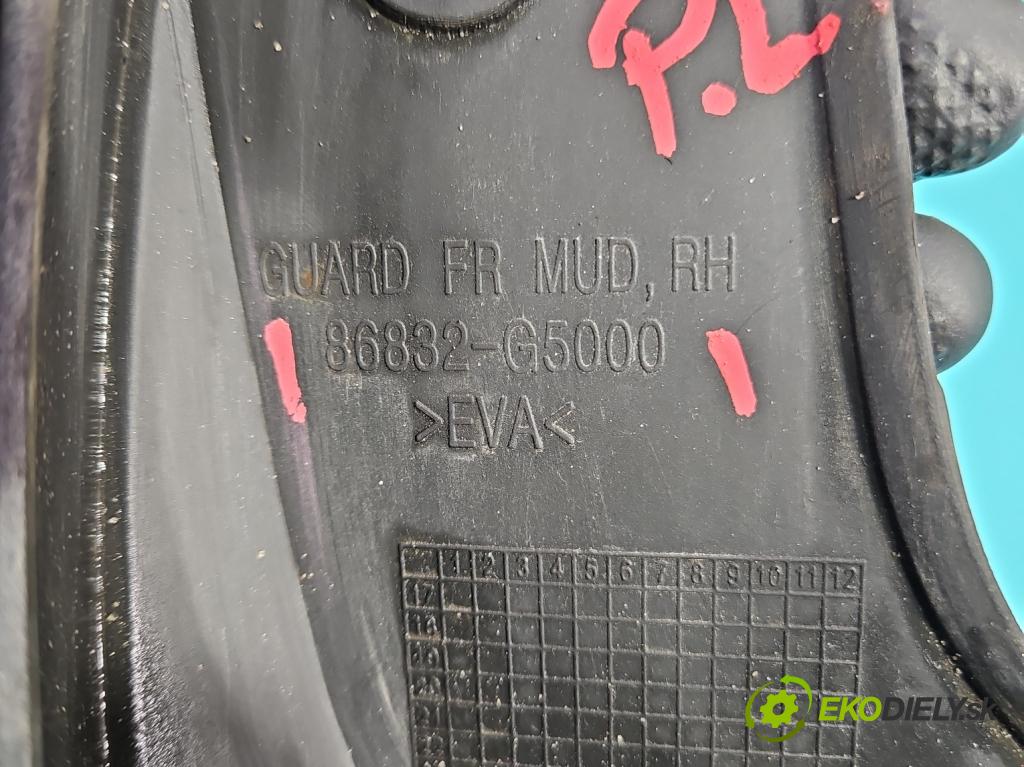 P.L
GUARD FR MUD, RH
86832-G5000
>EVA<
1 2 3 4 5 6 7 8 9 10 11 12
17
EKODIELY.sk